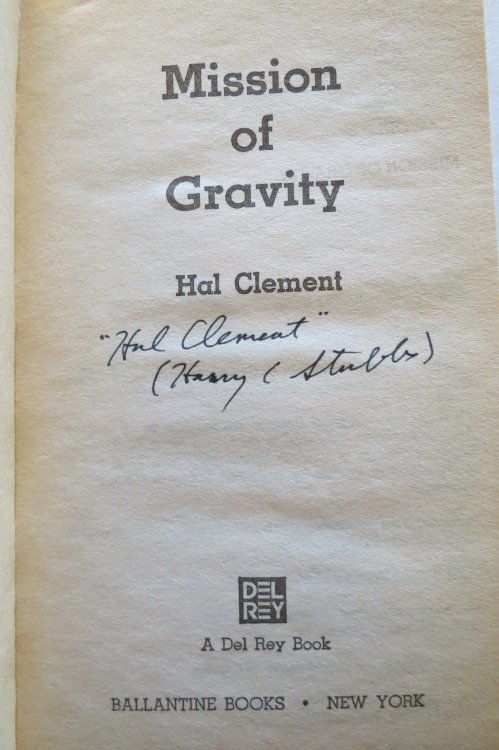 Mission
of
Gravity
Hal Clement
"Hal Clement"
(Harry C Stubbs)
DEL
REY
A Del Rey Book
BALLANTINE BOOKS • NEW YORK